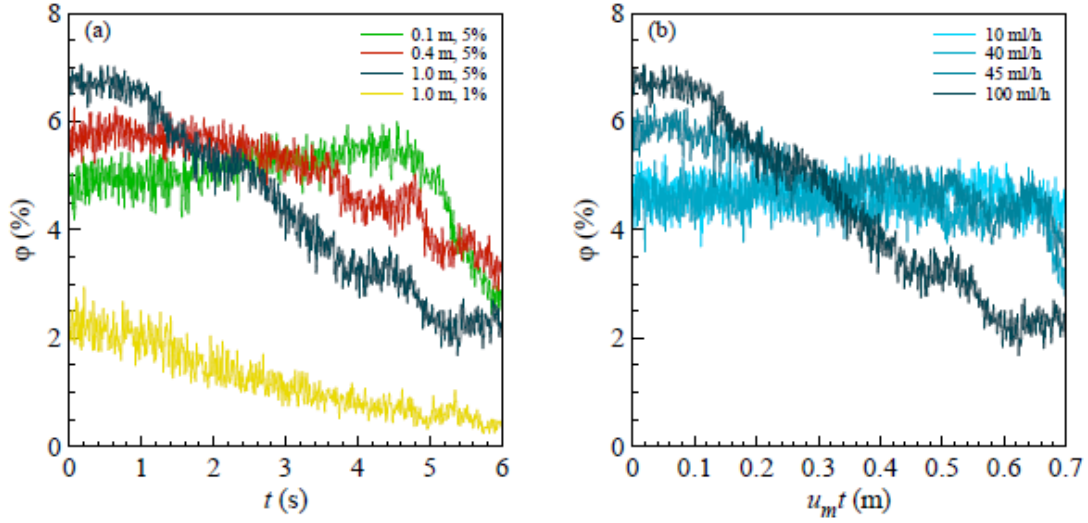 (a)
0.1 m, 5%
0.4 m, 5%
1.0 m, 5%
1.0 m, 1%
8
6
4
2
0
φ (%)
0 1 2 3 4 5 6
t (s)
(b)
10 ml/h
40 ml/h
45 ml/h
100 ml/h
8
6
4
2
0
φ (%)
0 0.1 0.2 0.3 0.4 0.5 0.6 0.7
uₘt (m)